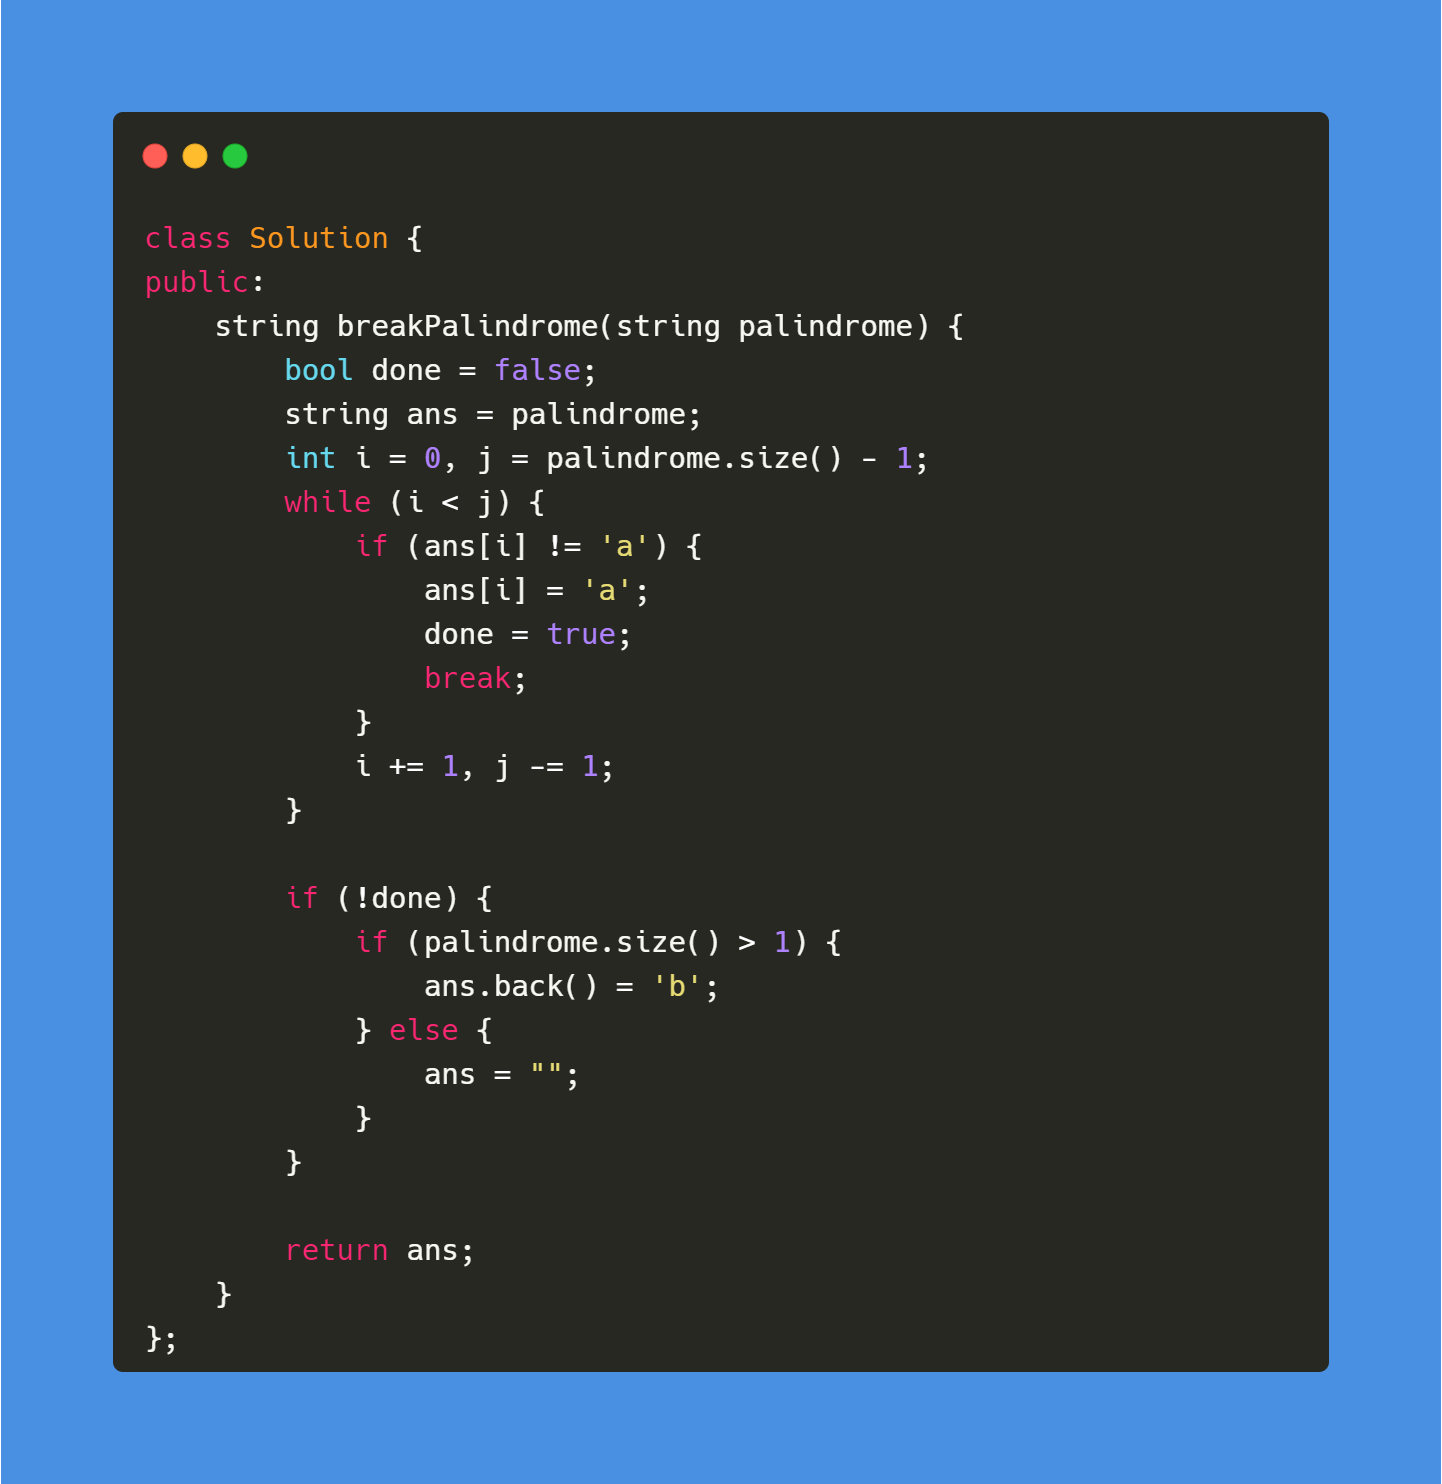 class Solution {
public:
    string breakPalindrome(string palindrome) {
        bool done = false;
        string ans = palindrome;
        int i = 0, j = palindrome.size() - 1;
        while (i < j) {
            if (ans[i] != 'a') {
                ans[i] = 'a';
                done = true;
                break;
            }
            i += 1, j -= 1;
        }

        if (!done) {
            if (palindrome.size() > 1) {
                ans.back() = 'b';
            } else {
                ans = "";
            }
        }

        return ans;
    }
};